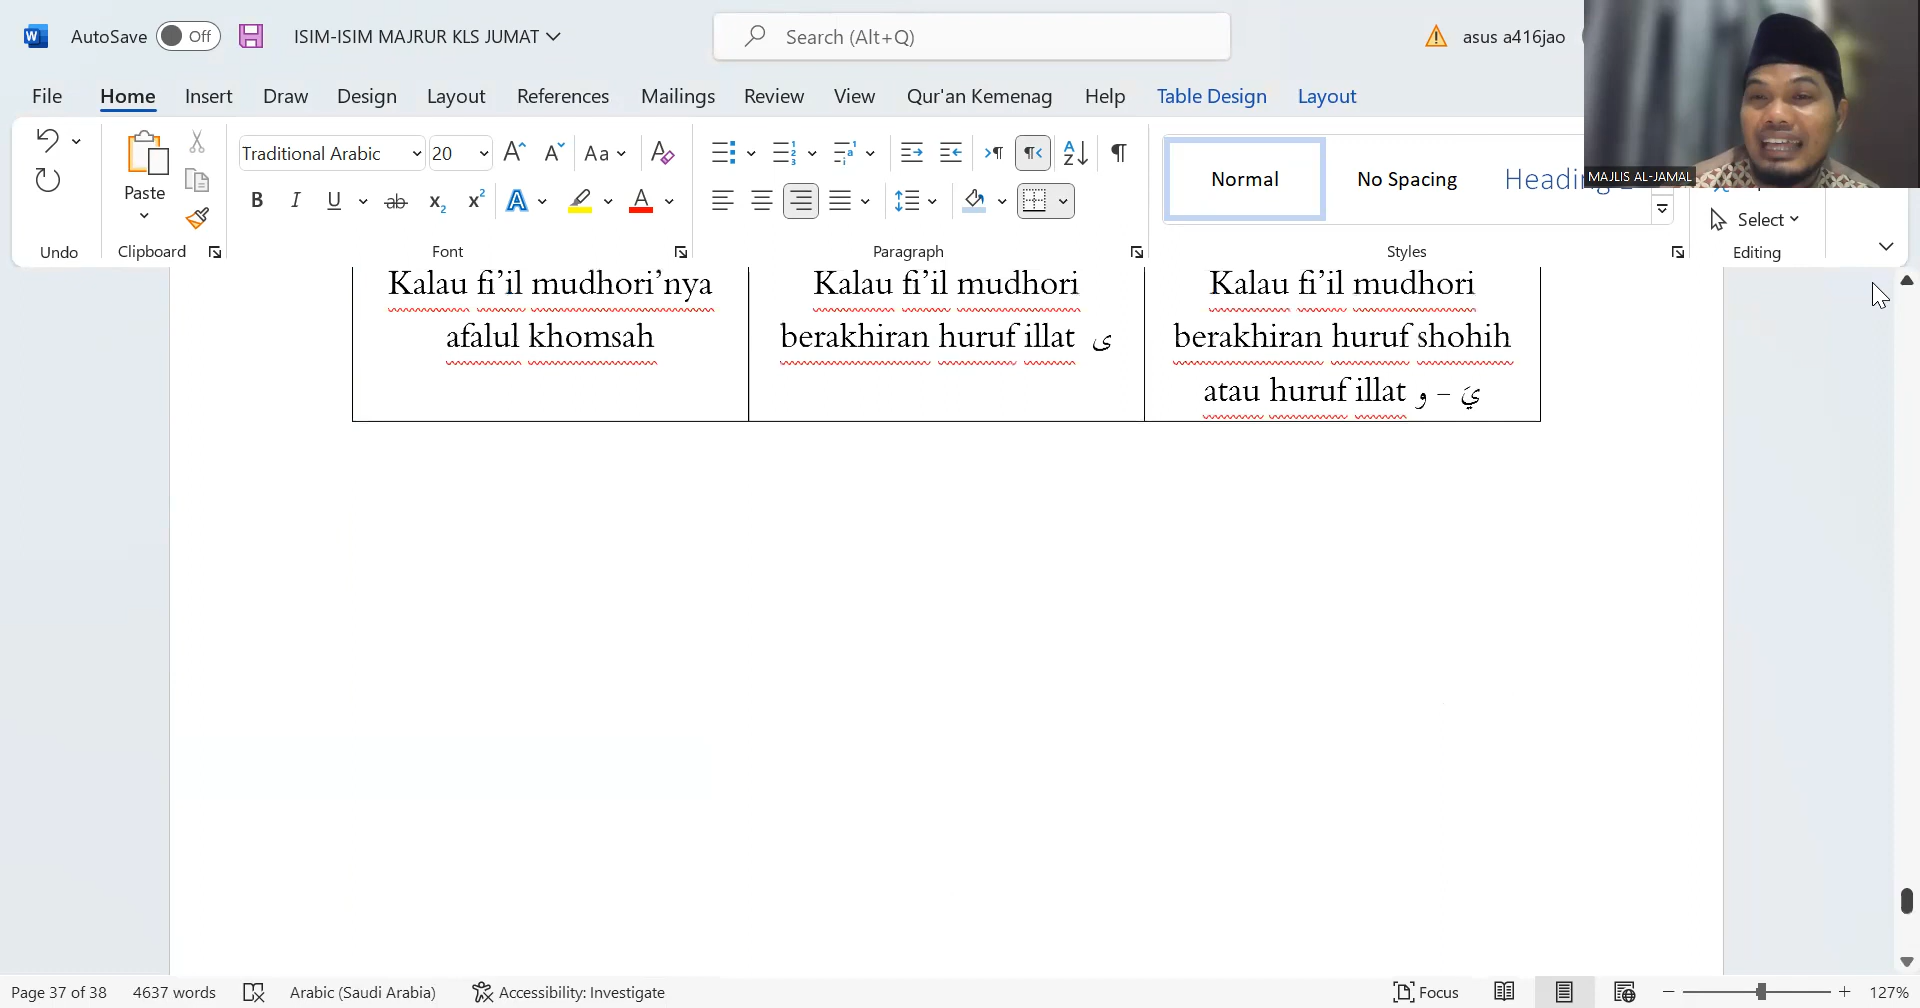 AutoSave Off ISIM-ISIM MAJRUR KLS JUMAT Search (Alt+Q) asus a416jao
File Home Insert Draw Design Layout References Mailings Review View Qur'an Kemenag Help Table Design Layout
Traditional Arabic 20 Aa
Paste
Normal No Spacing Heading
MAJLIS AL-JAMAL
Select
Undo Clipboard Font Paragraph Styles Editing
Kalau fi’il mudhori’nya
afalul khomsah
Kalau fi’il mudhori
berakhiran huruf illat ى
Kalau fi’il mudhori
berakhiran huruf shohih
atau huruf illat يَ – و
Page 37 of 38 4637 words Arabic (Saudi Arabia) Accessibility: Investigate Focus 127%